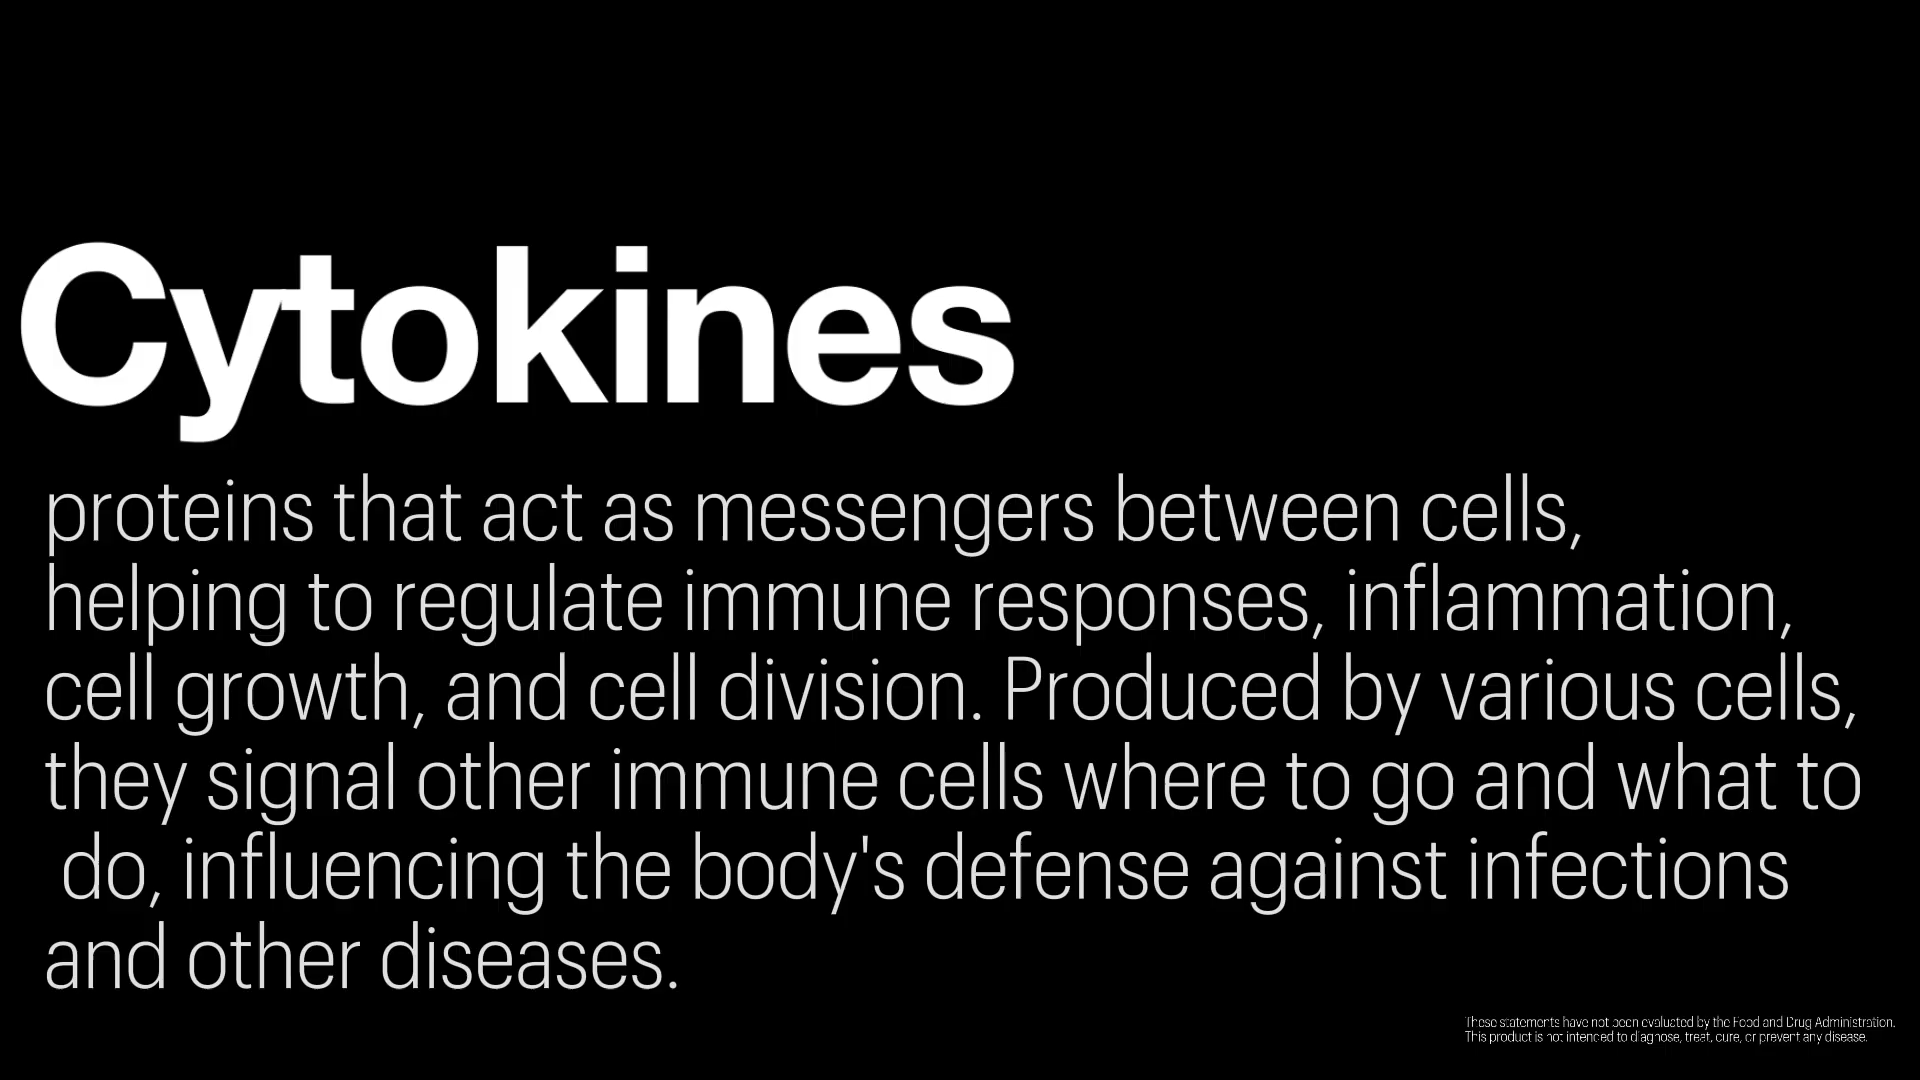 Cytokines
proteins that act as messengers between cells,
helping to regulate immune responses, inflammation,
cell growth, and cell division. Produced by various cells,
they signal other immune cells where to go and what to
do, influencing the body's defense against infections
and other diseases.
These statements have not been evaluated by the Food and Drug Administration.
This product is not intended to diagnose, treat, cure, or prevent any disease.